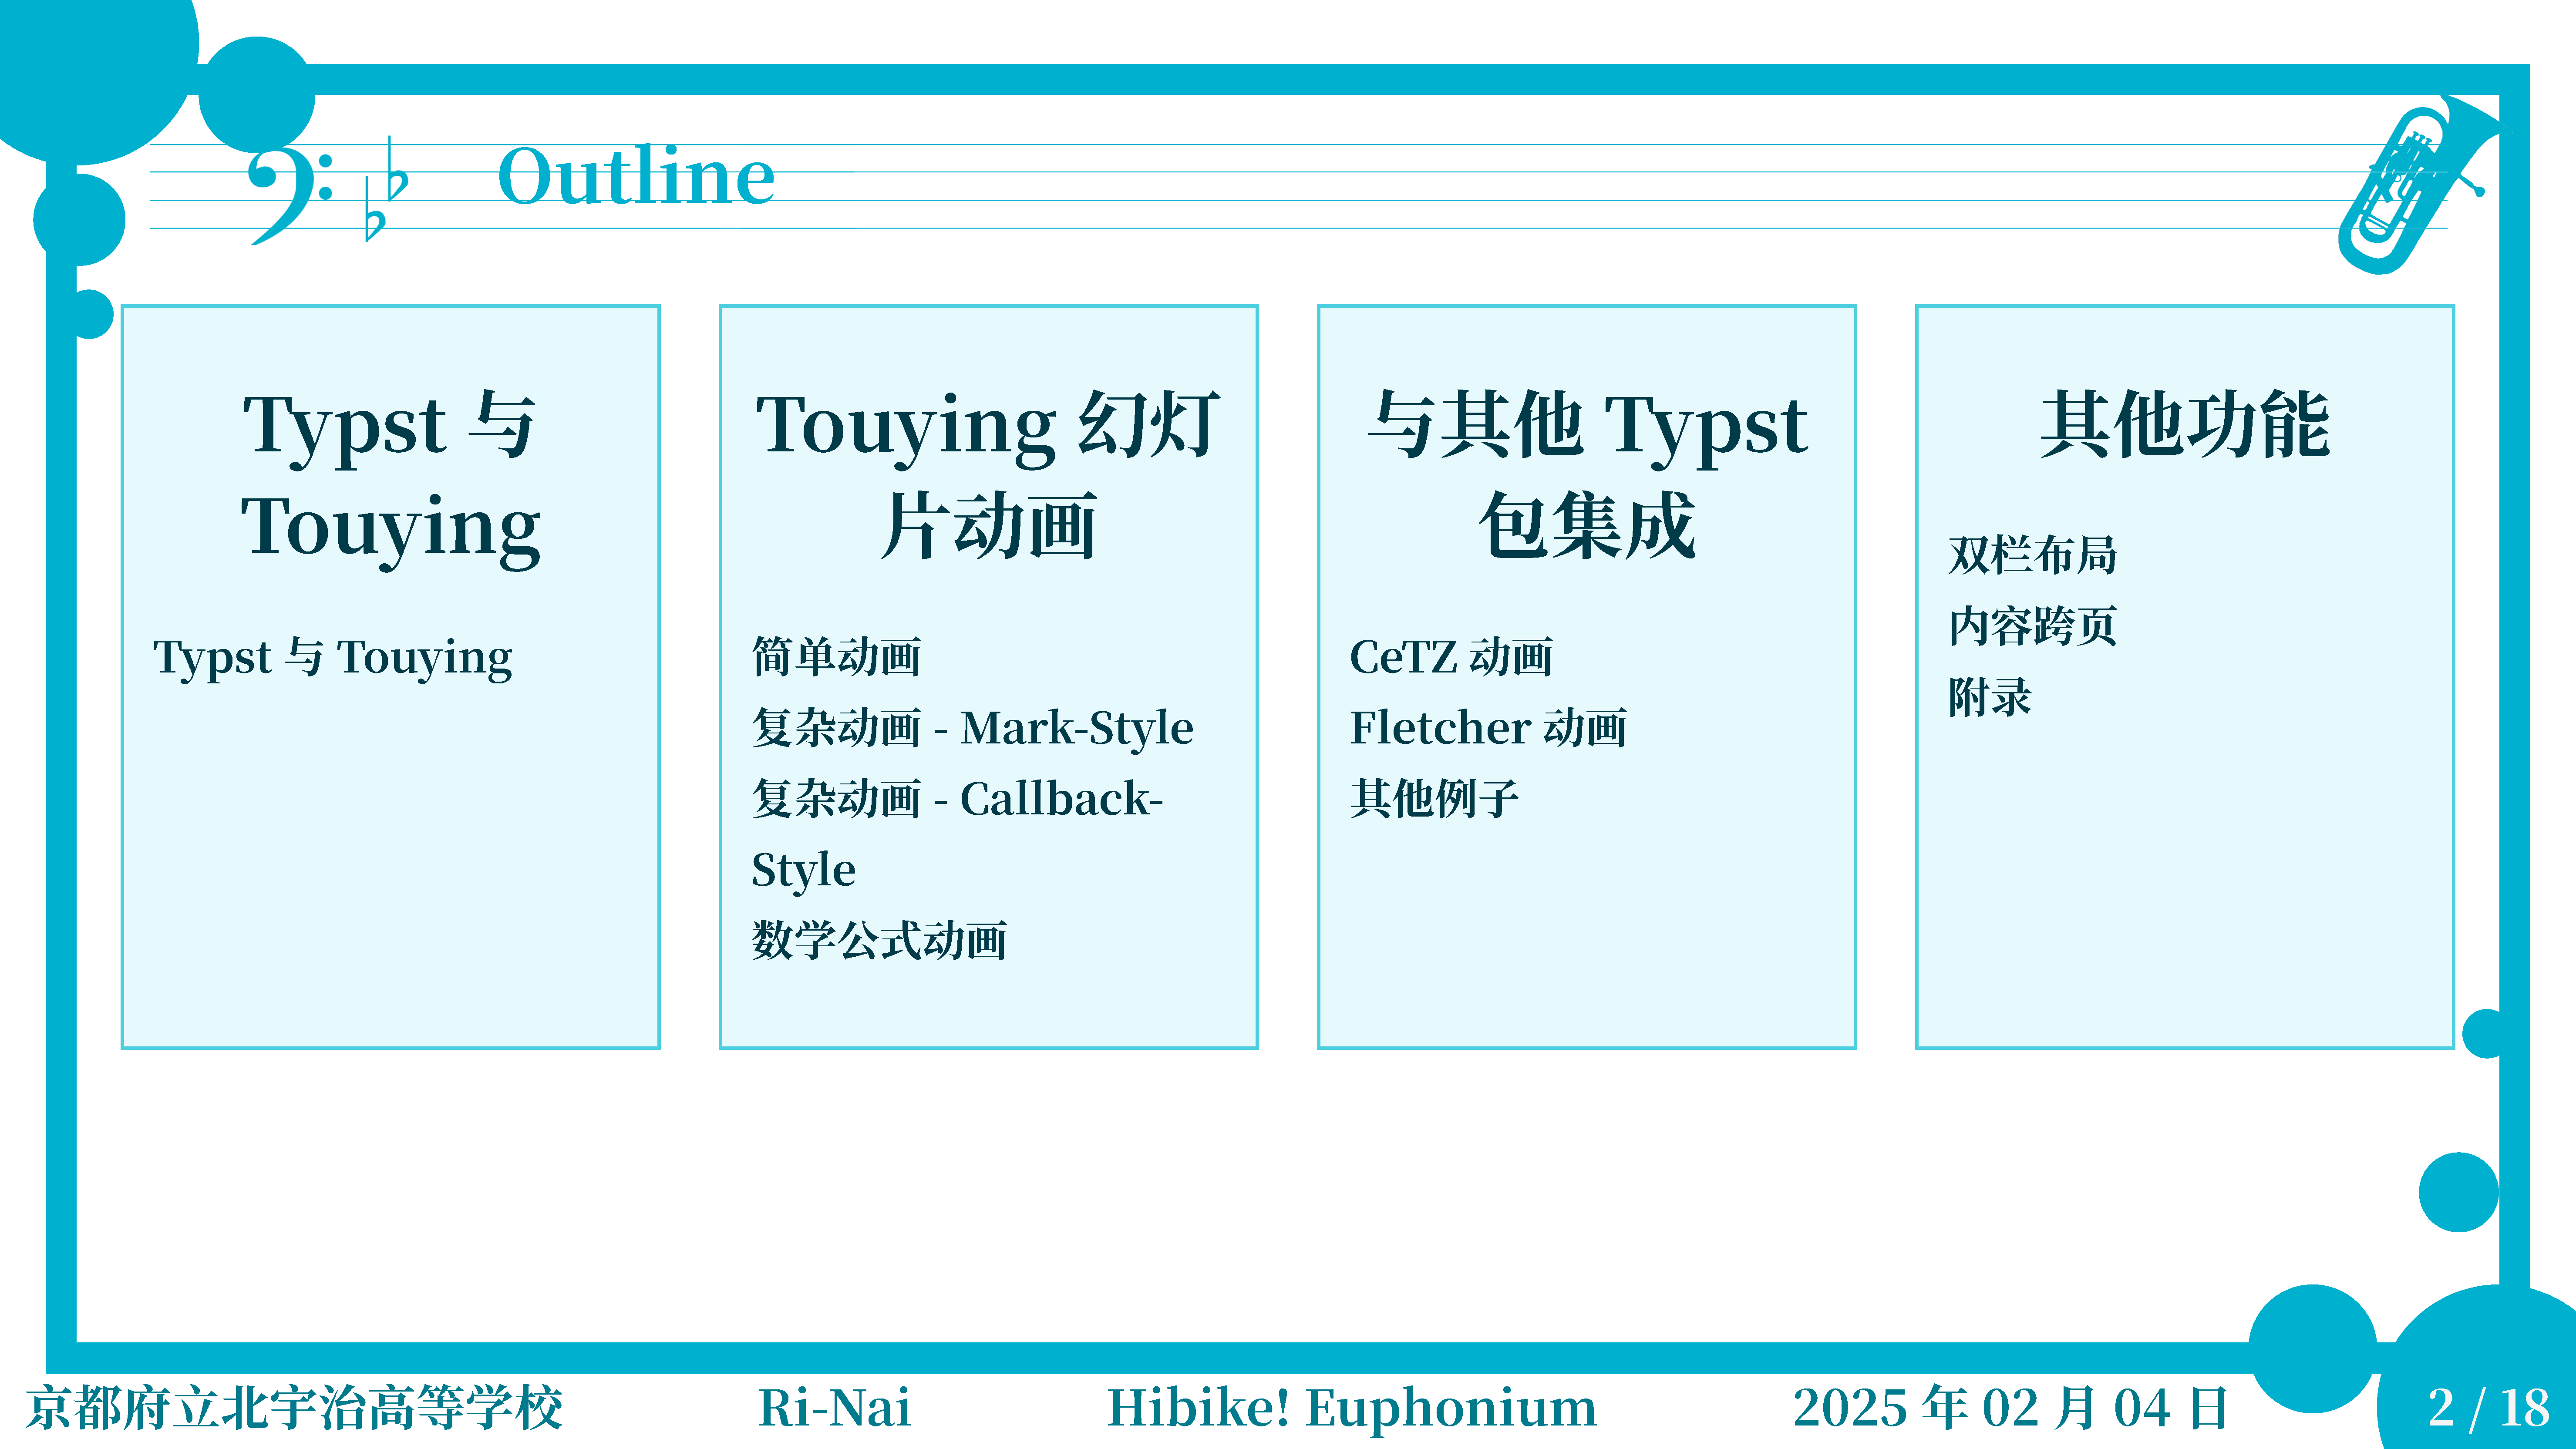 Outline
Typst 与
Touying
Typst 与 Touying
Touying 幻灯
片动画
简单动画
复杂动画 - Mark-Style
复杂动画 - Callback-
Style
数学公式动画
与其他 Typst
包集成
CeTZ 动画
Fletcher 动画
其他例子
其他功能
双栏布局
内容跨页
附录
京都府立北宇治高等学校
Ri-Nai
Hibike! Euphonium
2025 年 02 月 04 日
2 / 18